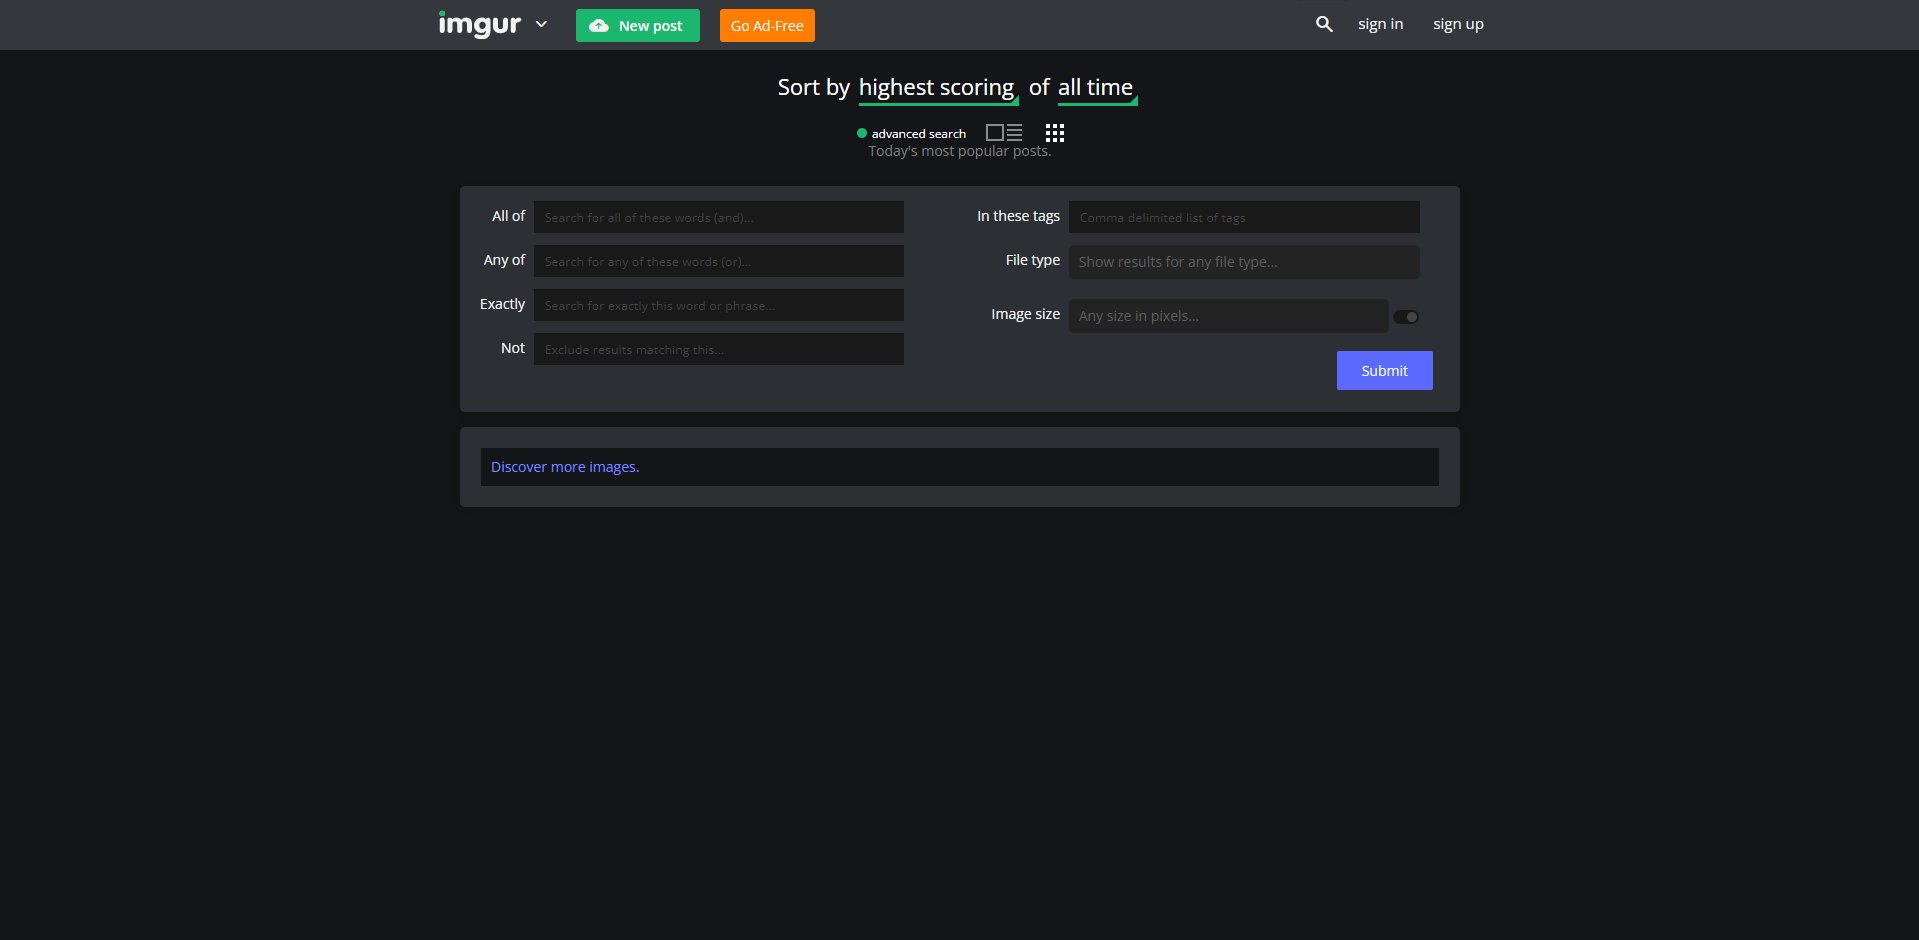 imgur New post Go Ad-Free sign in sign up
Sort by highest scoring of all time
advanced search
Today's most popular posts.
All of Search for all of these words (and)... In these tags Comma delimited list of tags
Any of Search for any of these words (or)... File type Show results for any file type...
Exactly Search for exactly this word or phrase... Image size Any size in pixels...
Not Exclude results matching this...
Submit
Discover more images.